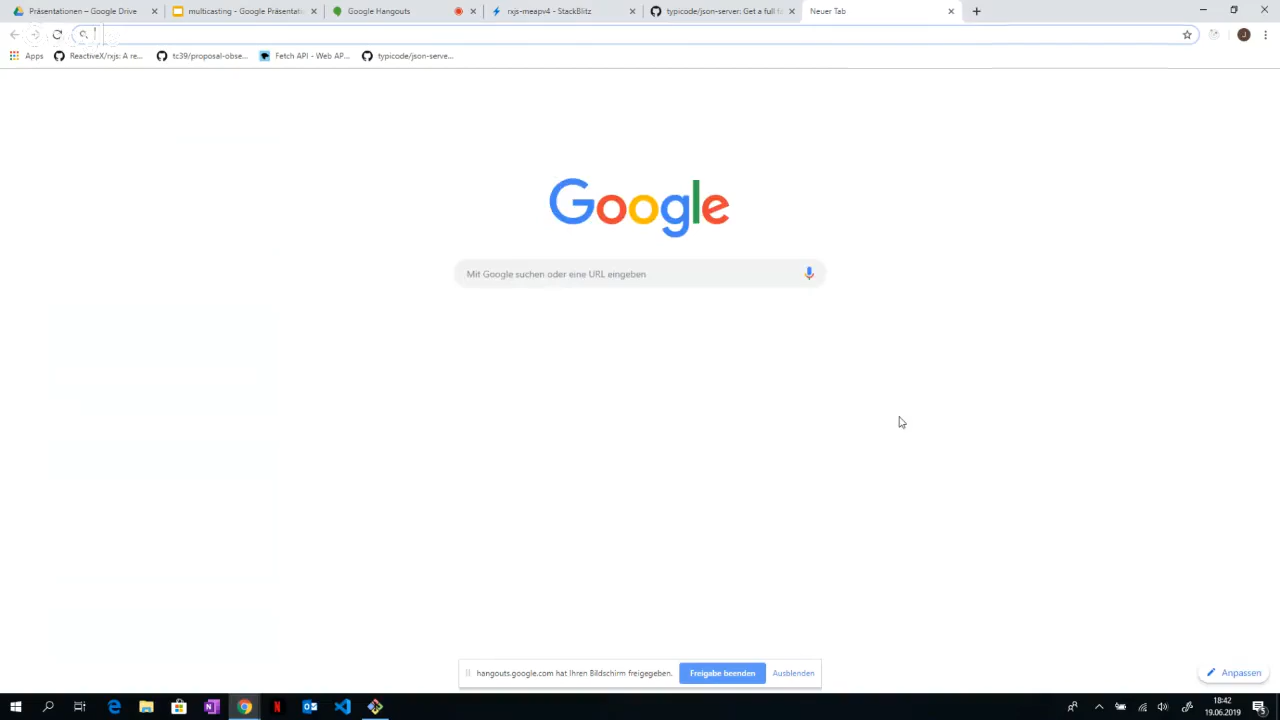 Präsentationen – Google Drive
multicasting - Google Präsentatio
Google Hangouts
rxjs-meapv4 - StackBlitz
typicode/json-server: Get a full fa
Neuer Tab
Apps
ReactiveX/rxjs: A re...
tc39/proposal-obse...
Fetch API - Web AP...
typicode/json-serve...
J
Google
Mit Google suchen oder eine URL eingeben
hangouts.google.com hat Ihren Bildschirm freigegeben.
Freigabe beenden
Ausblenden
Anpassen
18:42
19.06.2019
5